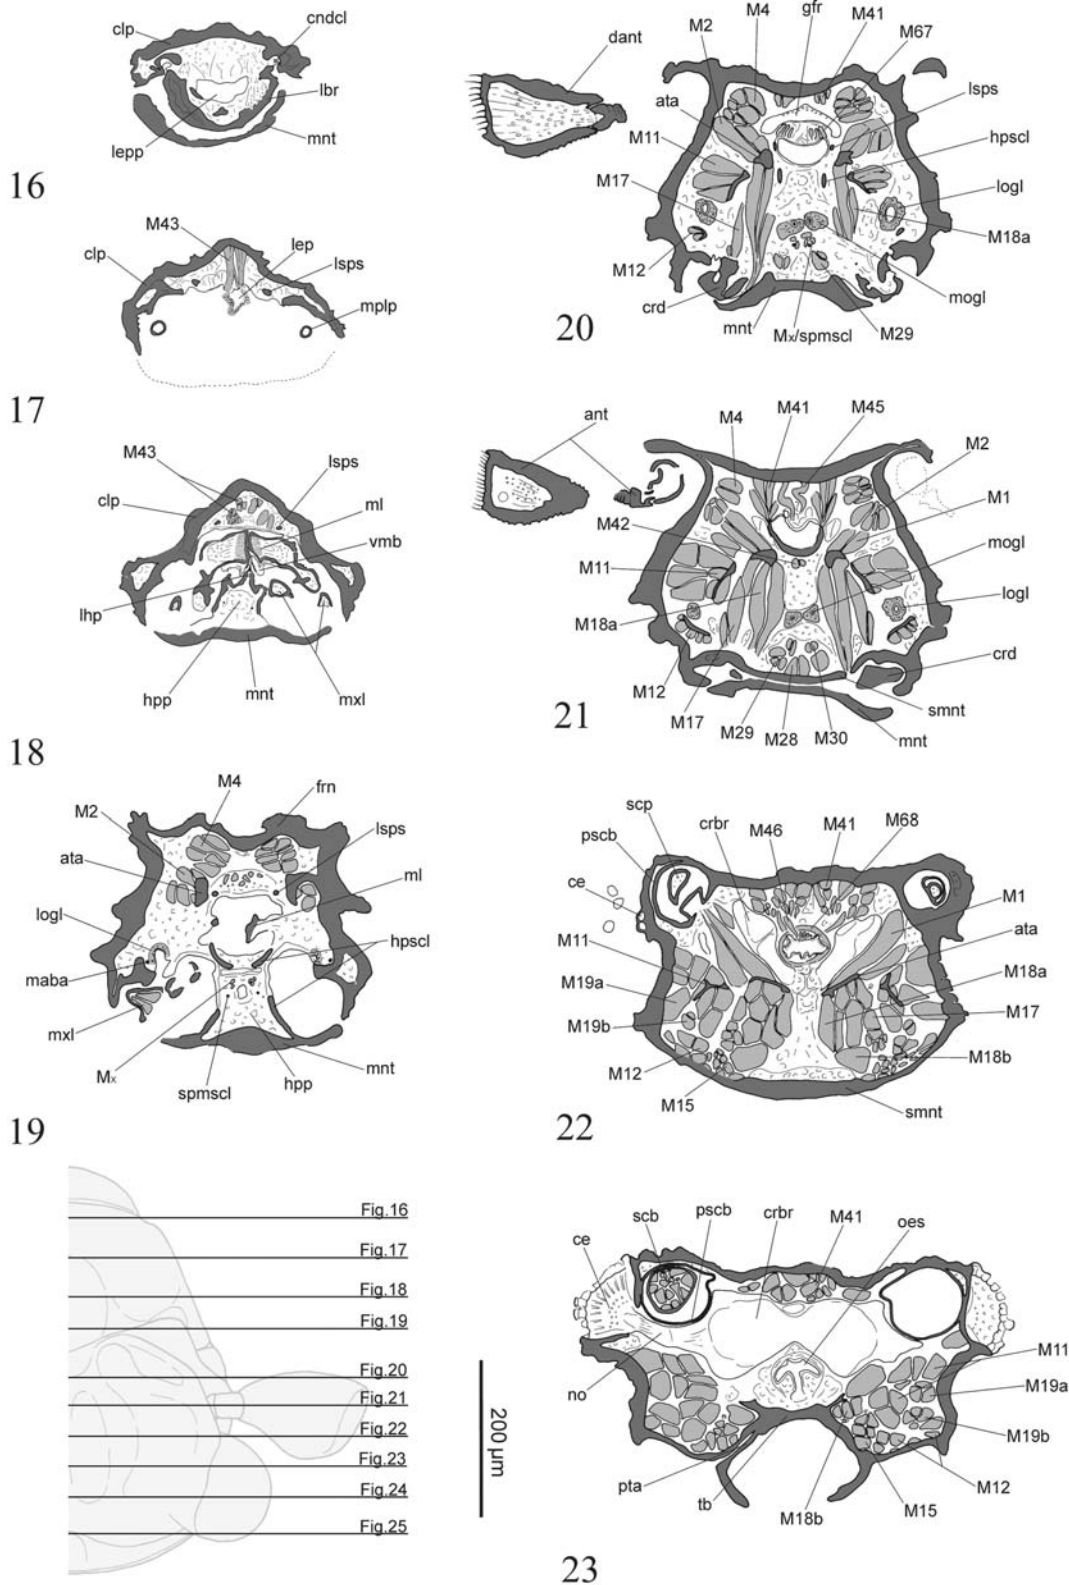 clp
cndcl
lbr
mnt
lepp
16
M43
clp
lep
lsps
mplp
17
M43
lsps
clp
ml
vmb
lhp
hpp
mnt
mxl
18
M4
frn
M2
lsps
ata
ml
logl
hpscl
maba
mxl
mnt
Mx
spmscl
hpp
19
Fig.16
Fig.17
Fig.18
Fig.19
Fig.20
Fig.21
Fig.22
Fig.23
Fig.24
Fig.25
200 µm
M4
gfr
M41
M2
M67
dant
lsps
ata
M11
hpscl
M17
logl
M18a
M12
mogl
crd
mnt
Mx/spmscl
M29
20
ant
M4
M41
M45
M2
M1
M42
mogl
M11
logl
M18a
crd
M12
smnt
M17
M29
M28
M30
mnt
21
scp
crbr
M46
M41
M68
pscb
ce
M1
M11
ata
M19a
M18a
M19b
M17
M12
M18b
M15
smnt
22
scb
pscb
crbr
M41
oes
ce
M11
M19a
no
M19b
pta
M12
tb
M18b
M15
23